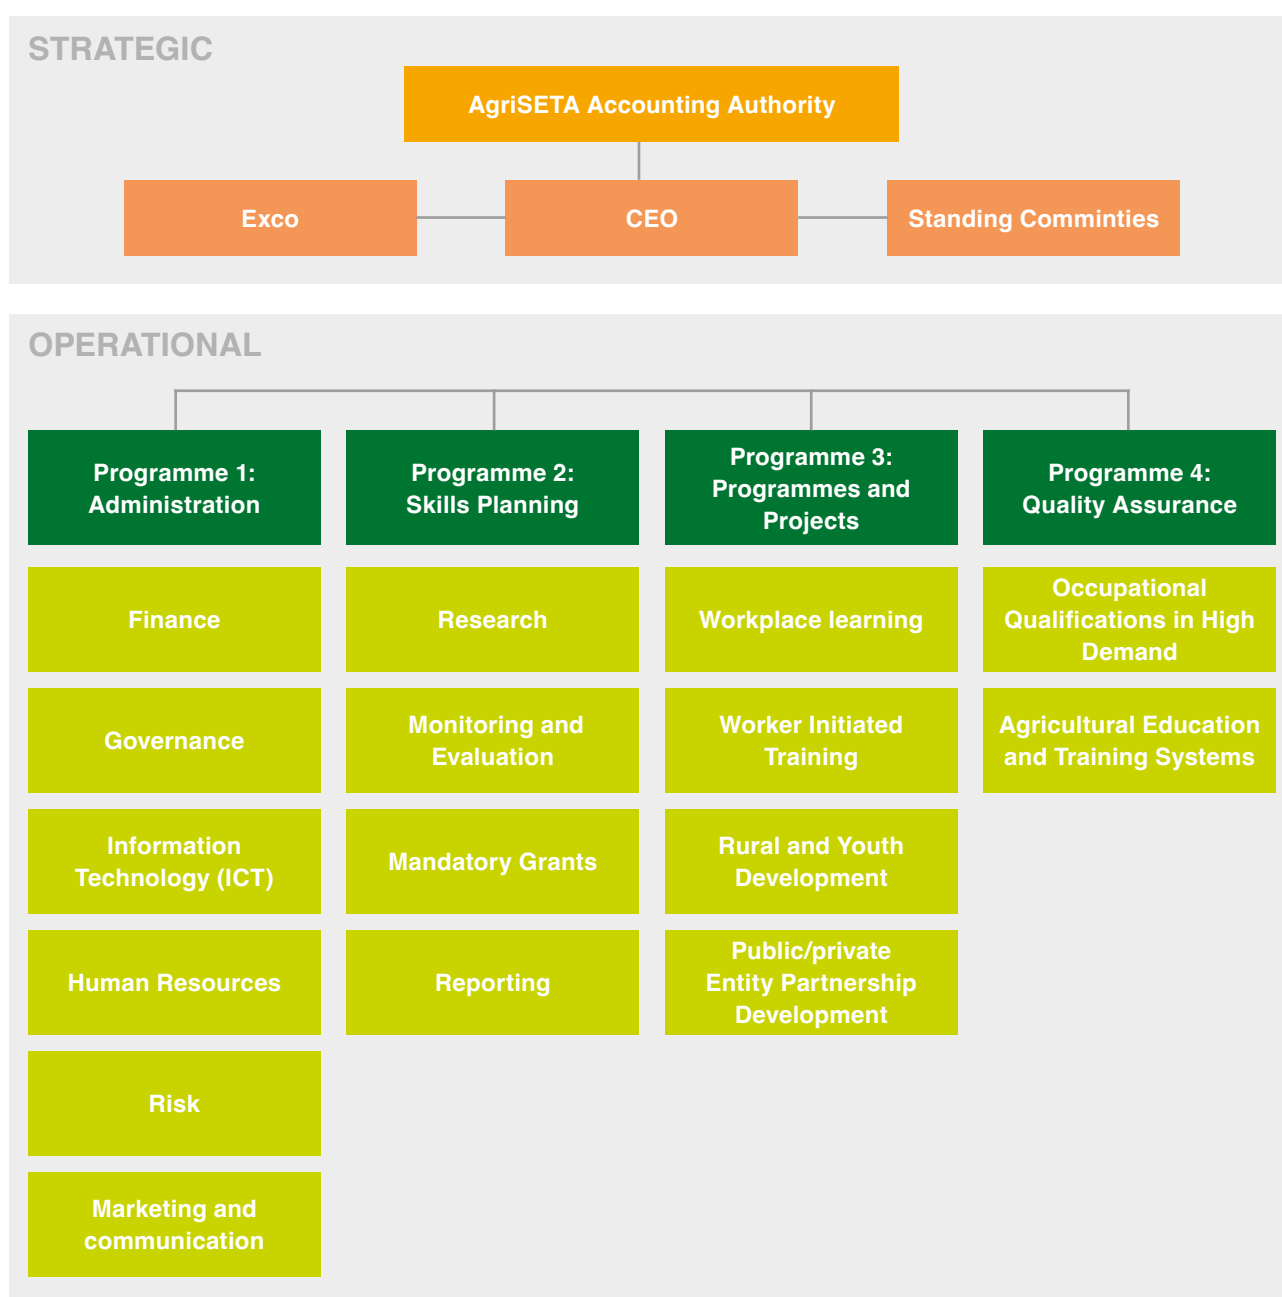 STRATEGIC
AgriSETA Accounting Authority
Exco
CEO
Standing Comminties
OPERATIONAL
Programme 1:
Administration
Programme 2:
Skills Planning
Programme 3:
Programmes and
Projects
Programme 4:
Quality Assurance
Finance
Research
Workplace learning
Occupational
Qualifications in High
Demand
Governance
Monitoring and
Evaluation
Worker Initiated
Training
Agricultural Education
and Training Systems
Information
Technology (ICT)
Mandatory Grants
Rural and Youth
Development
Human Resources
Reporting
Public/private
Entity Partnership
Development
Risk
Marketing and
communication